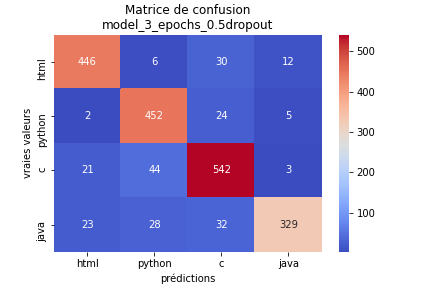 Matrice de confusion
model_3_epochs_0.5dropout
vraies valeurs
html 446 6 30 12
python 2 452 24 5
c 21 44 542 3
java 23 28 32 329
html python c java
prédictions
500
400
300
200
100